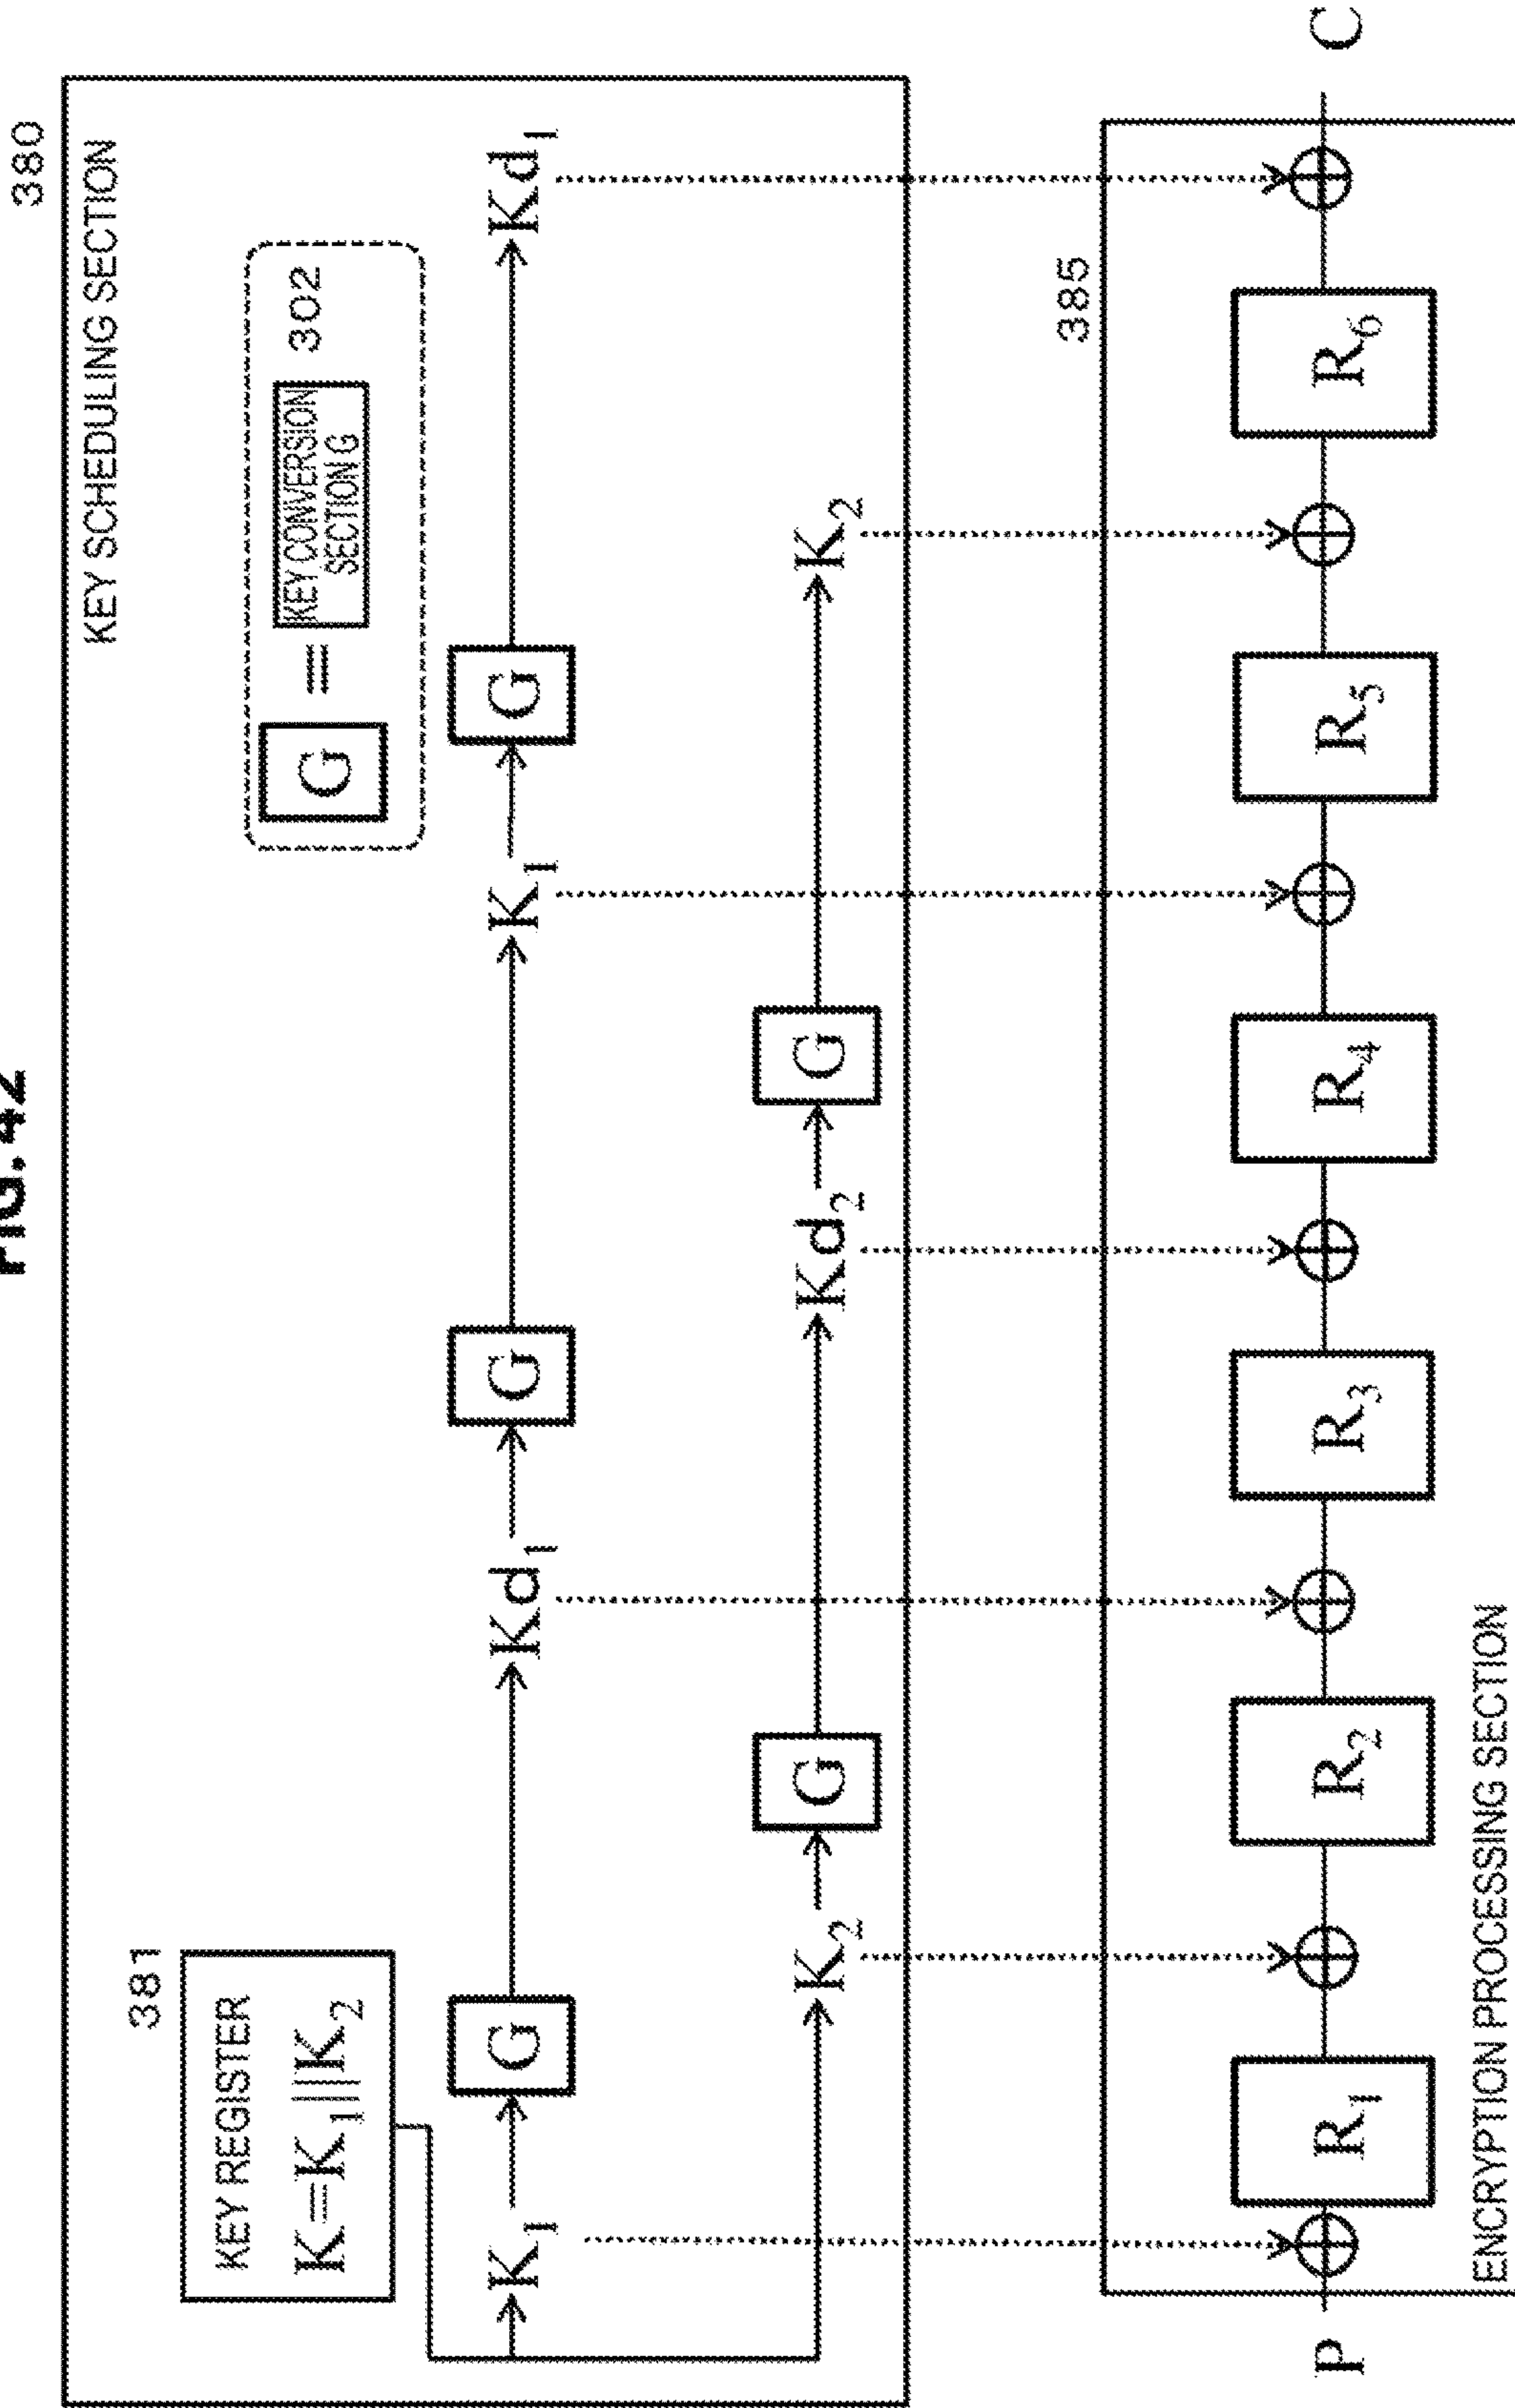 FIG. 42
380
KEY SCHEDULING SECTION
381
KEY REGISTER
K=K₁||K₂
G ≡ KEY CONVERSION
SECTION G
302
K₁ G Kd₁ G K₁ G Kd₁
K₂ G Kd₂ G K₂
385
P R₁ R₂ R₃ R₄ R₅ R₆ C
ENCRYPTION PROCESSING SECTION